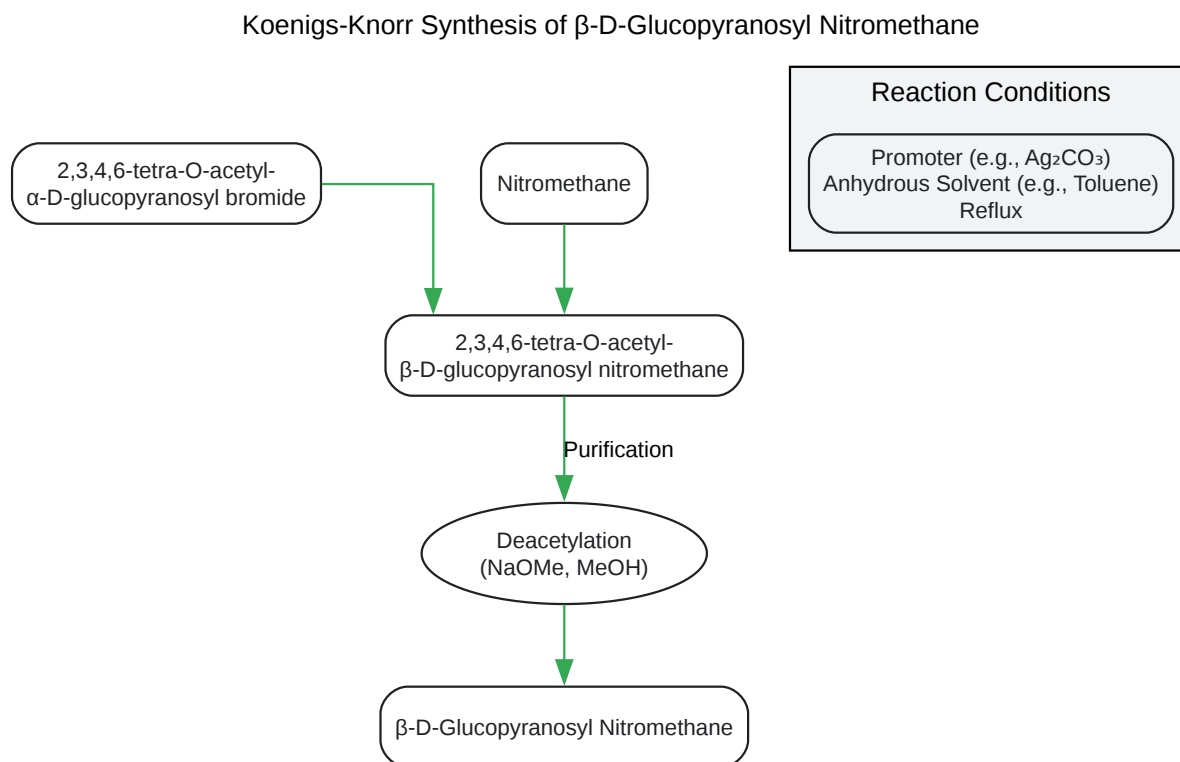 Koenigs-Knorr Synthesis of β-D-Glucopyranosyl Nitromethane
Reaction Conditions
Promoter (e.g., Ag₂CO₃)
Anhydrous Solvent (e.g., Toluene)
Reflux
2,3,4,6-tetra-O-acetyl-
α-D-glucopyranosyl bromide
Nitromethane
2,3,4,6-tetra-O-acetyl-
β-D-glucopyranosyl nitromethane
Purification
Deacetylation
(NaOMe, MeOH)
β-D-Glucopyranosyl Nitromethane